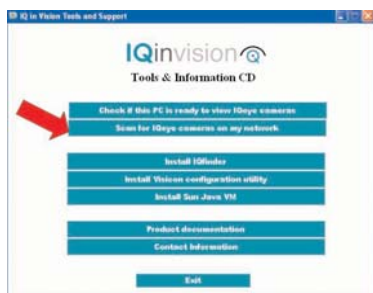 IQ in Vision Tools and Support
IQinvision
Tools & Information CD
Check if this PC is ready to view IQeye cameras
Scan for IQeye cameras on my network
Install IQfinder
Install Visicon configuration utility
Install Sun Java VM
Product documentation
Contact Information
Exit